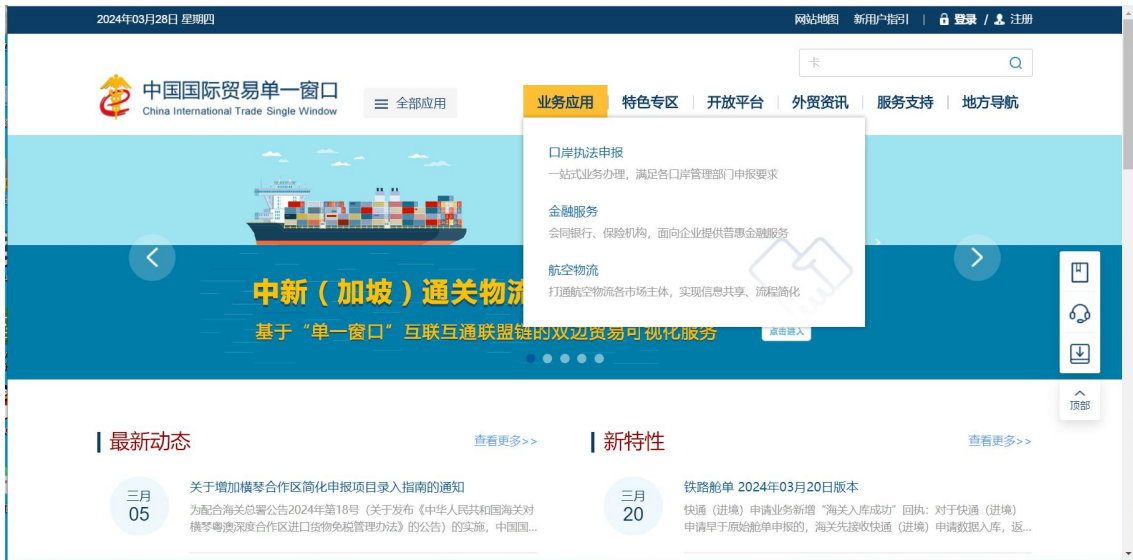 2024年03月28日 星期四
网站地图 新用户指引 | 登录 / 注册
卡
中国国际贸易单一窗口
China International Trade Single Window
全部应用
业务应用 特色专区 开放平台 外贸资讯 服务支持 地方导航
口岸执法申报
一站式业务办理，满足各口岸管理部门申报要求
金融服务
会同银行、保险机构，面向企业提供普惠金融服务
航空物流
打通航空物流各市场主体，实现信息共享、流程简化
中新（加坡）通关物流
基于“单一窗口”互联互通联盟链的双边贸易可视化服务
点击进入
顶部
最新动态
查看更多>>
三月
05
关于增加横琴合作区简化申报项目录入指南的通知
为配合海关总署公告2024年第18号（关于发布《中华人民共和国海关对
横琴粤澳深度合作区进口货物免税管理办法》的公告）的实施，中国国...
新特性
查看更多>>
三月
20
铁路舱单 2024年03月20日版本
快通（进境）申请业务新增“海关入库成功”回执：对于快通（进境）
申请早于原始舱单申报的，海关先接收快通（进境）申请数据入库，返...